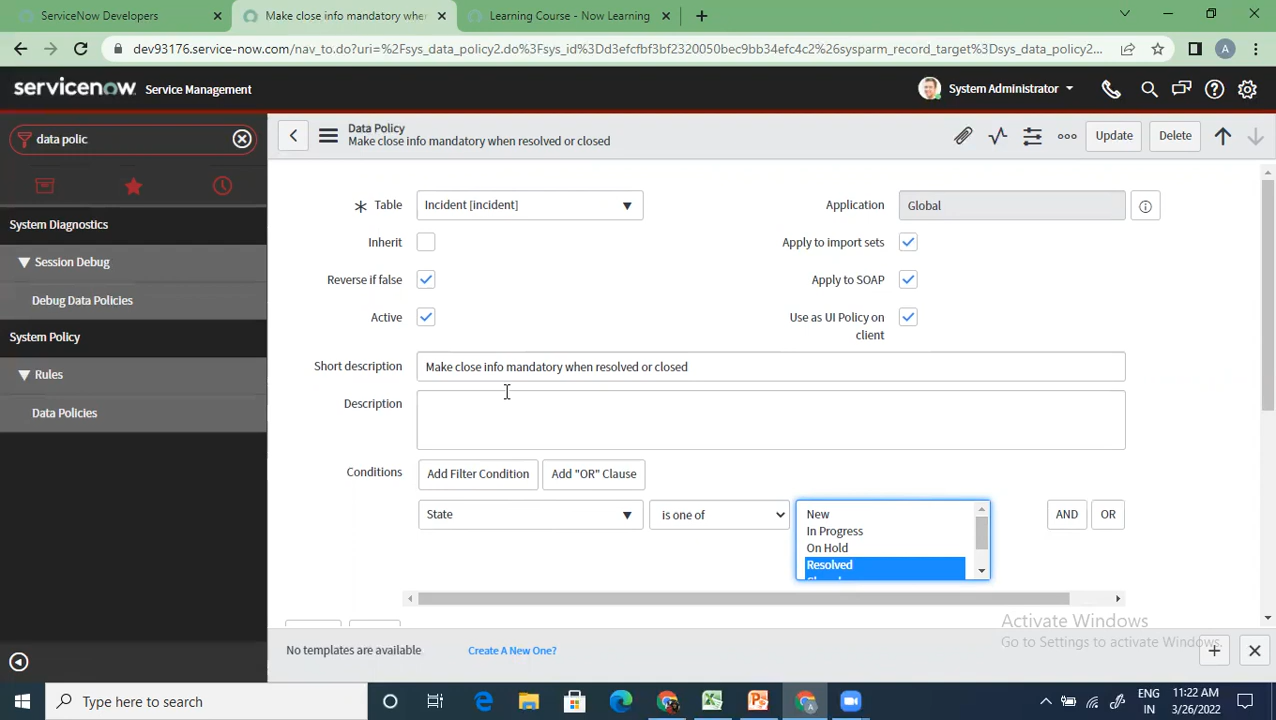 ServiceNow Developers
Make close info mandatory when
Learning Course - Now Learning
dev93176.service-now.com/nav_to.do?uri=%2Fsys_data_policy2.do%3Fsys_id%3Dd3efcfbf3bf2320050bec9bb34efc4c2%26sysparm_record_target%3Dsys_data_policy2...
A
servicenow Service Management
System Administrator
data polic
Data Policy
Make close info mandatory when resolved or closed
Update
Delete
System Diagnostics
Session Debug
Debug Data Policies
System Policy
Rules
Data Policies
Table Incident [incident]
Application Global
Inherit
Apply to import sets
Reverse if false
Apply to SOAP
Active
Use as UI Policy on
client
Short description Make close info mandatory when resolved or closed
Description
Conditions Add Filter Condition Add "OR" Clause
State is one of New
In Progress
On Hold
Resolved
AND OR
No templates are available Create A New One?
Activate Windows
Go to Settings to activate Windows.
Type here to search
ENG
IN
11:22 AM
3/26/2022